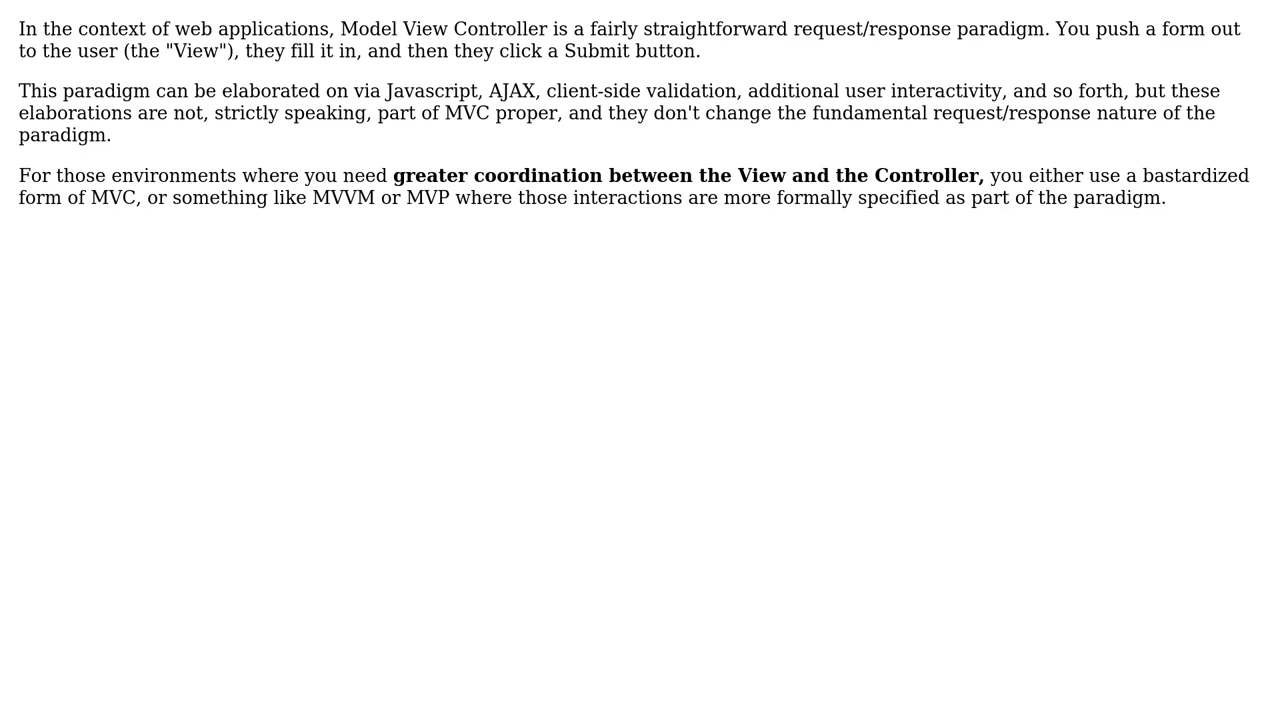 In the context of web applications, Model View Controller is a fairly straightforward request/response paradigm. You push a form out
to the user (the "View"), they fill it in, and then they click a Submit button.
This paradigm can be elaborated on via Javascript, AJAX, client-side validation, additional user interactivity, and so forth, but these
elaborations are not, strictly speaking, part of MVC proper, and they don't change the fundamental request/response nature of the
paradigm.
For those environments where you need greater coordination between the View and the Controller, you either use a bastardized
form of MVC, or something like MVVM or MVP where those interactions are more formally specified as part of the paradigm.